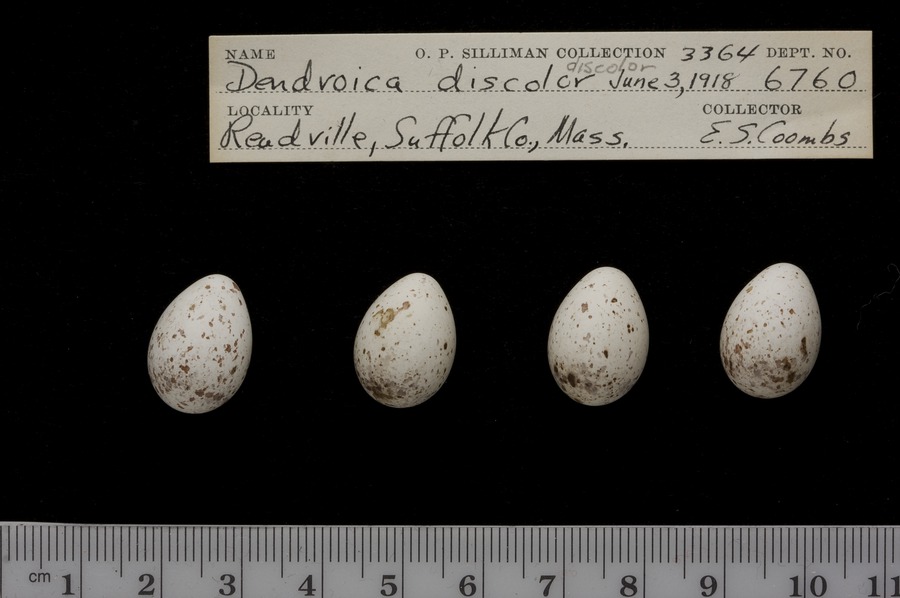 NAME O. P. SILLIMAN COLLECTION 3364 DEPT. NO.
discolor
Dendroica discolor June 3, 1918 6760
LOCALITY COLLECTOR
Readville, Suffolk Co., Mass. E. S. Coombs
cm 1 2 3 4 5 6 7 8 9 10 11